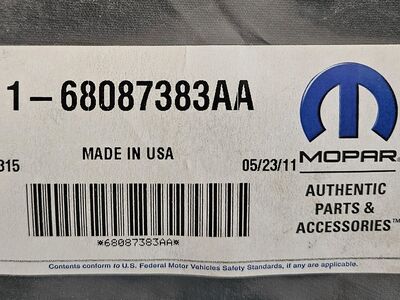 1-68087383AA
MADE IN USA
315
05/23/11
*68087383AA*
MOPAR
AUTHENTIC
PARTS &
ACCESSORIES™
Contents conform to U.S. Federal Motor Vehicles Safety Standards, if any are applicable.